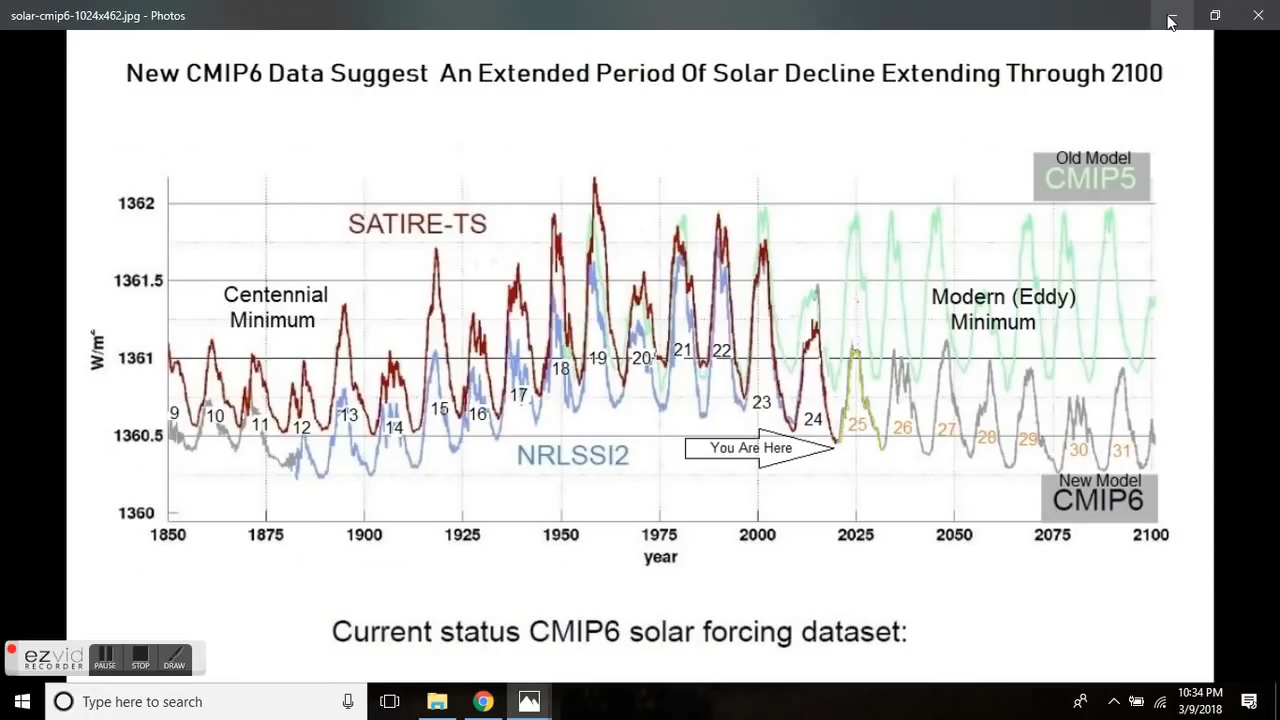 solar-cmip6-1024x462.jpg - Photos
New CMIP6 Data Suggest An Extended Period Of Solar Decline Extending Through 2100
Old Model
CMIP5
1362
SATIRE-TS
1361.5
Centennial
Minimum
Modern (Eddy)
Minimum
W/m²
1361
9 10 11 12 13 14 15 16 17 18 19 20 21 22 23 24 25 26 27 28 29 30 31
1360.5
You Are Here
NRLSSI2
New Model
CMIP6
1360
1850 1875 1900 1925 1950 1975 2000 2025 2050 2075 2100
year
Current status CMIP6 solar forcing dataset:
ezvid
RECORDER
PAUSE STOP DRAW
Type here to search
10:34 PM
3/9/2018